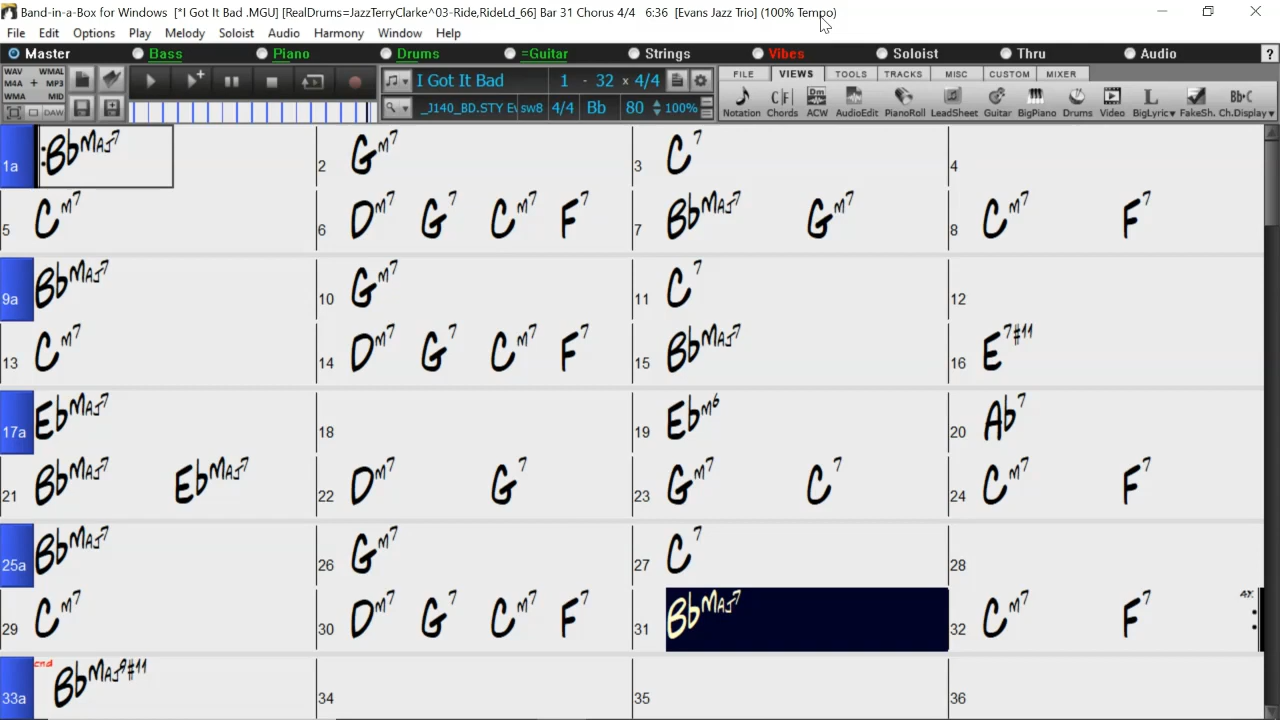 Band-in-a-Box for Windows [*I Got It Bad .MGU] [RealDrums=JazzTerryClarke^03-Ride,RideLd_66] Bar 31 Chorus 4/4 6:36 [Evans Jazz Trio] (100% Tempo)
File Edit Options Play Melody Soloist Audio Harmony Window Help
Master Bass Piano Drums =Guitar Strings Vibes Soloist Thru Audio ?
WAV WMA
M4A + MP3
WMA MID
DAW
I Got It Bad 1 - 32 x 4/4
_J140_BD.STY Ev sw8 4/4 Bb 80 100%
FILE VIEWS TOOLS TRACKS MISC CUSTOM MIXER
Notation Chords ACW AudioEdit PianoRoll LeadSheet Guitar BigPiano Drums Video BigLyric FakeSh. Ch.Display
C F Dm Bb C
1a :BbMAJ7 2 Gm7 3 C7 4
5 Cm7 6 Dm7 G7 Cm7 F7 7 BbMAJ7 Gm7 8 Cm7 F7
9a BbMAJ7 10 Gm7 11 C7 12
13 Cm7 14 Dm7 G7 Cm7 F7 15 BbMAJ7 16 E7#11
17a EbMAJ7 18 19 Ebm6 20 Ab7
21 BbMAJ7 EbMAJ7 22 Dm7 G7 23 Gm7 C7 24 Cm7 F7
25a BbMAJ7 26 Gm7 27 C7 28
29 Cm7 30 Dm7 G7 Cm7 F7 31 BbMAJ7 32 Cm7 F7 4X
33a end BbMAJ9#11 34 35 36